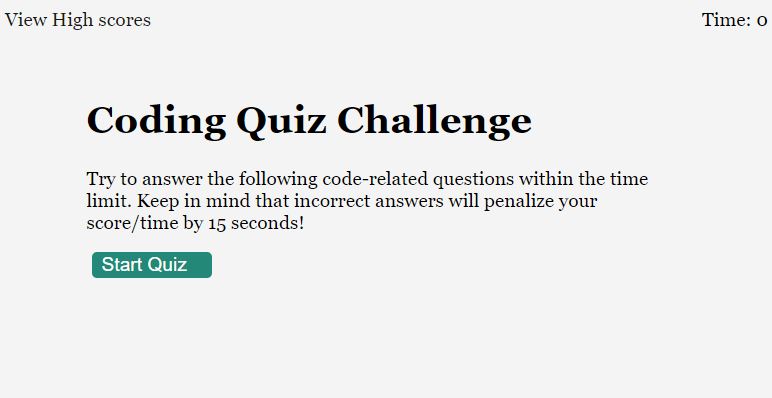 View High scores
Time: 0
Coding Quiz Challenge
Try to answer the following code-related questions within the time
limit. Keep in mind that incorrect answers will penalize your
score/time by 15 seconds!
Start Quiz